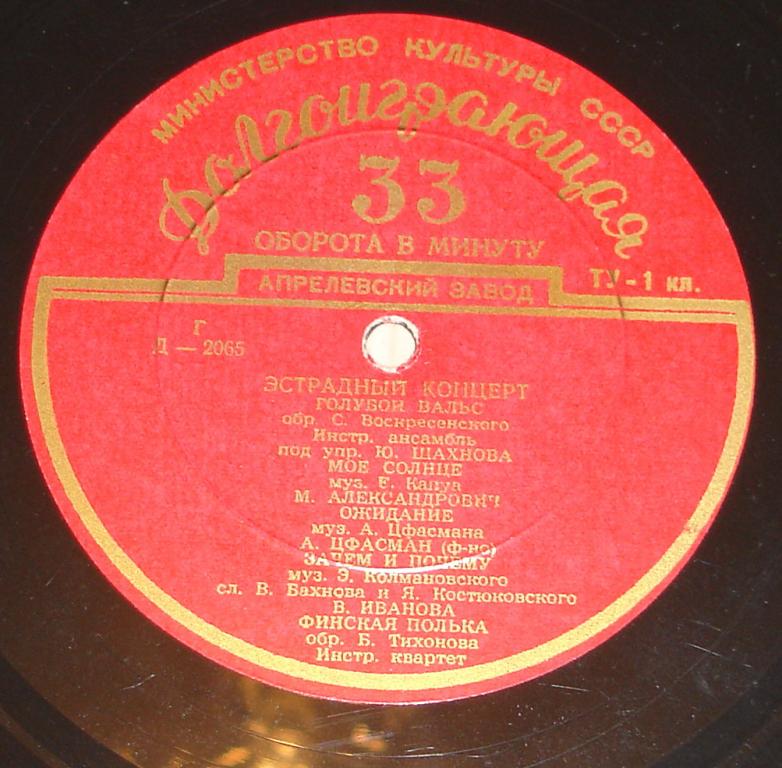 МИНИСТЕРСТВО КУЛЬТУРЫ СССР
Долгоиграющая
33
ОБОРОТА В МИНУТУ
АПРЕЛЕВСКИЙ ЗАВОД
ТУ-1 кл.
Г
Д — 2065
ЭСТРАДНЫЙ КОНЦЕРТ
ГОЛУБОЙ ВАЛЬС
обр. С. Воскресенского
Инстр. ансамбль
под упр. Ю. ШАХНОВА
МОЕ СОЛНЦЕ
муз. Е. Капуа
М. АЛЕКСАНДРОВИЧ
ОЖИДАНИЕ
муз. А. Цфасмана
А. ЦФАСМАН (ф-но)
ЗАЧЕМ И ПОЧЕМУ
муз. Э. Колмановского
сл. В. Бахнова и Я. Костюковского
В. ИВАНОВА
ФИНСКАЯ ПОЛЬКА
обр. Б. Тихонова
Инстр. квартет